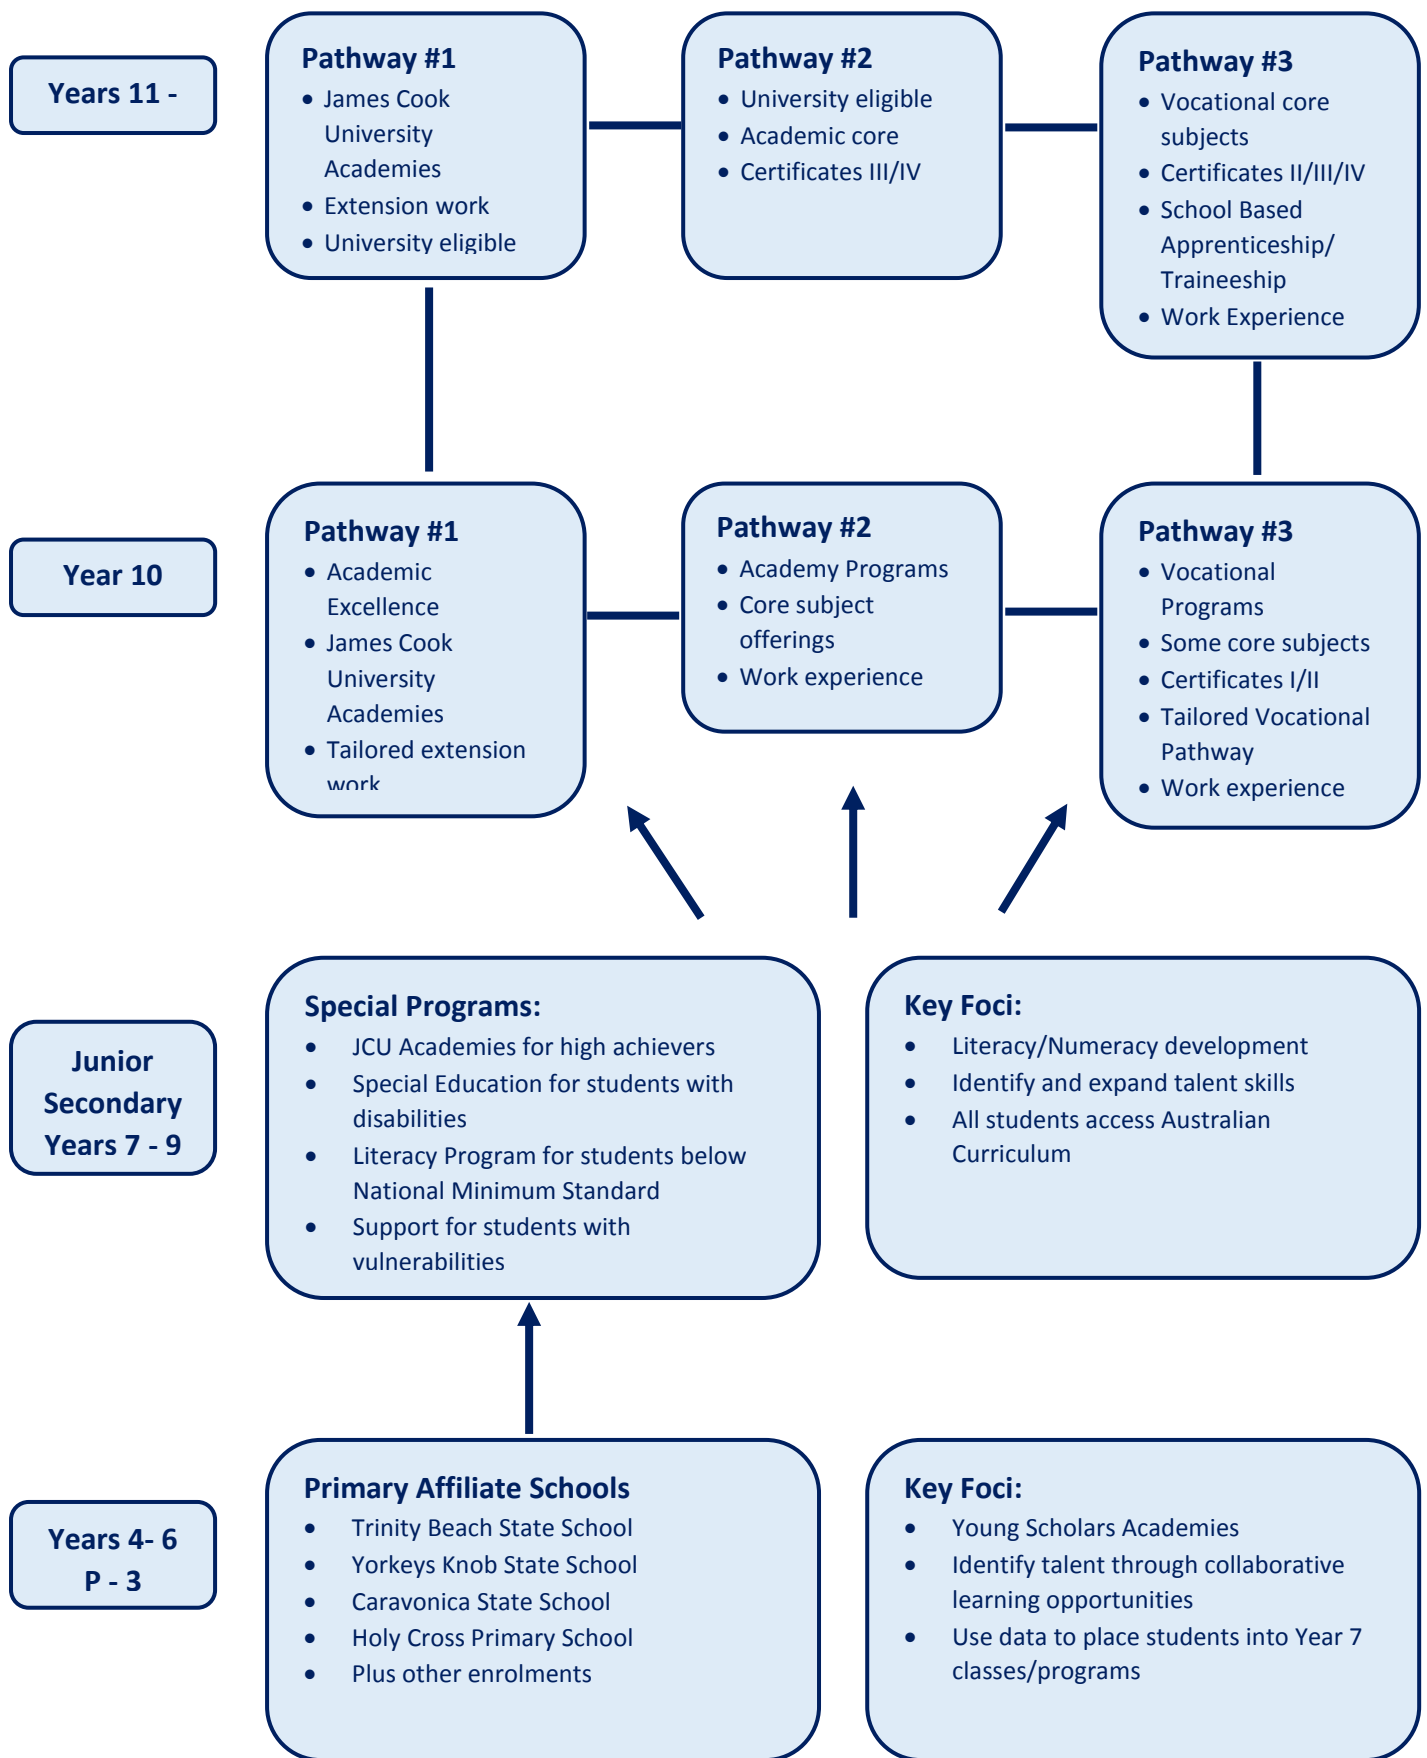 Years 11 -
Pathway #1
• James Cook
University
Academies
• Extension work
• University eligible
Pathway #2
• University eligible
• Academic core
• Certificates III/IV
Pathway #3
• Vocational core
subjects
• Certificates II/III/IV
• School Based
Apprenticeship/
Traineeship
• Work Experience
Year 10
Pathway #1
• Academic
Excellence
• James Cook
University
Academies
• Tailored extension
work
Pathway #2
• Academy Programs
• Core subject
offerings
• Work experience
Pathway #3
• Vocational
Programs
• Some core subjects
• Certificates I/II
• Tailored Vocational
Pathway
• Work experience
Junior
Secondary
Years 7 - 9
Special Programs:
• JCU Academies for high achievers
• Special Education for students with
disabilities
• Literacy Program for students below
National Minimum Standard
• Support for students with
vulnerabilities
Key Foci:
• Literacy/Numeracy development
• Identify and expand talent skills
• All students access Australian
Curriculum
Years 4- 6
P - 3
Primary Affiliate Schools
• Trinity Beach State School
• Yorkeys Knob State School
• Caravonica State School
• Holy Cross Primary School
• Plus other enrolments
Key Foci:
• Young Scholars Academies
• Identify talent through collaborative
learning opportunities
• Use data to place students into Year 7
classes/programs